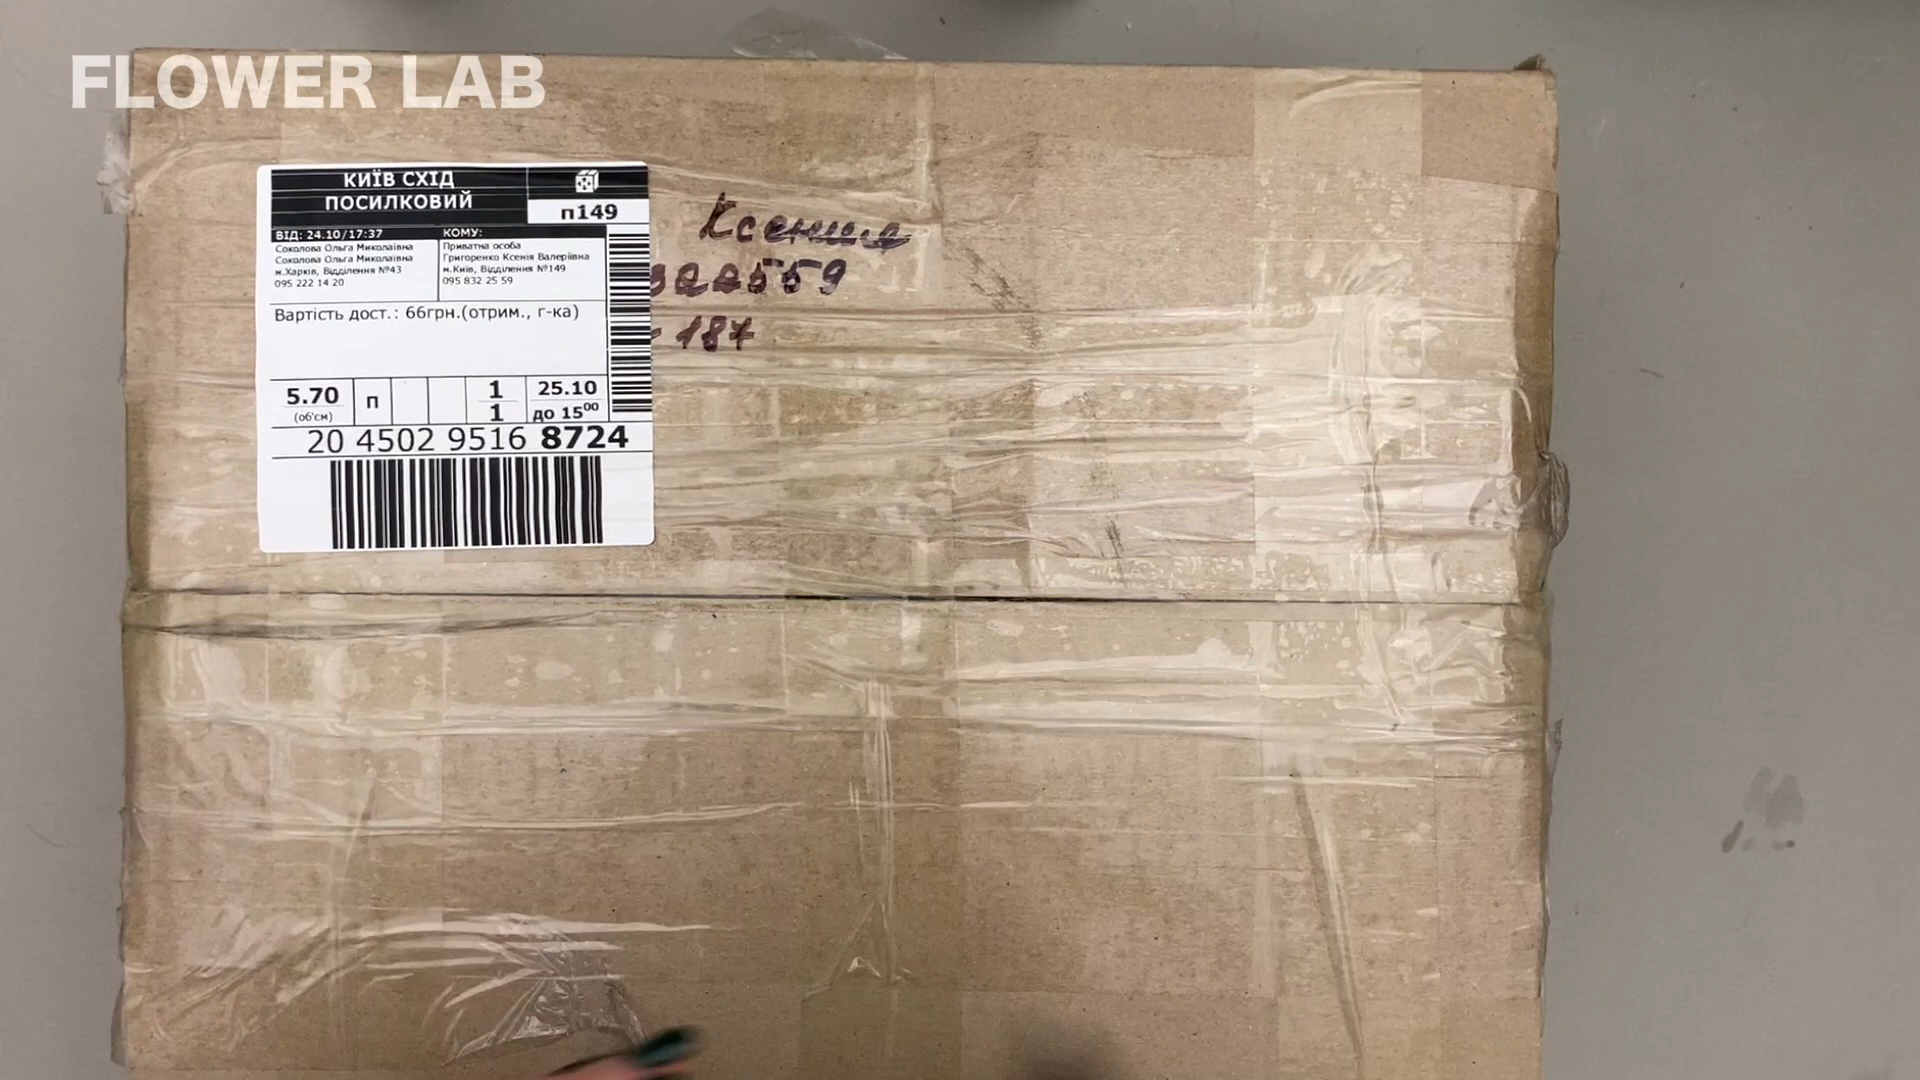 FLOWER LAB
КИЇВ СХІД
ПОСИЛКОВИЙ
п149
ВІД: 24.10/17:37
КОМУ:
Соколова Ольга Миколаївна
Соколова Ольга Миколаївна
м.Харків, Відділення №43
095 222 14 20
Приватна особа
Григоренко Ксенія Валеріївна
м.Київ, Відділення №149
095 832 25 59
Вартість дост.: 66грн.(отрим., г-ка)
5.70
(об'єм)
п
1
1
25.10
до 15⁰⁰
20 4502 9516 8724
Ксения
322559
- 187